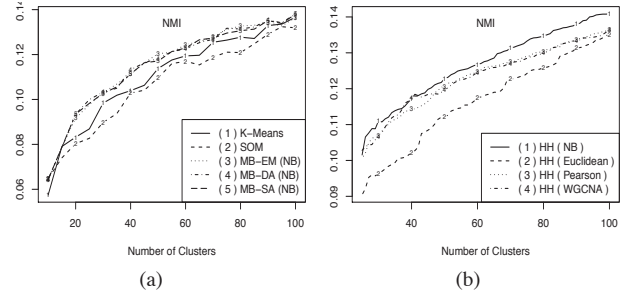 NMI
0.14
0.12
0.10
0.08
0.06
20 40 60 80 100
Number of Clusters
( 1 ) K-Means
( 2 ) SOM
( 3 ) MB-EM (NB)
( 4 ) MB-DA (NB)
( 5 ) MB-SA (NB)
(a)
NMI
0.14
0.13
0.12
0.11
0.10
0.09
40 60 80 100
Number of Clusters
( 1 ) HH ( NB )
( 2 ) HH ( Euclidean )
( 3 ) HH ( Pearson )
( 4 ) HH ( WGCNA )
(b)